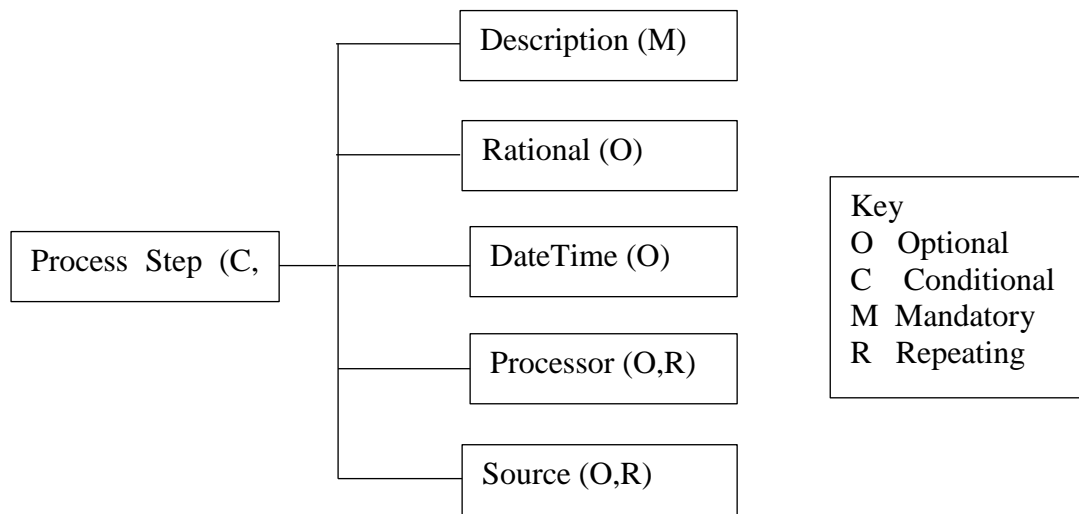 Description (M)
Rational (O)
Process Step (C,
DateTime (O)
Processor (O,R)
Source (O,R)
Key
O Optional
C Conditional
M Mandatory
R Repeating